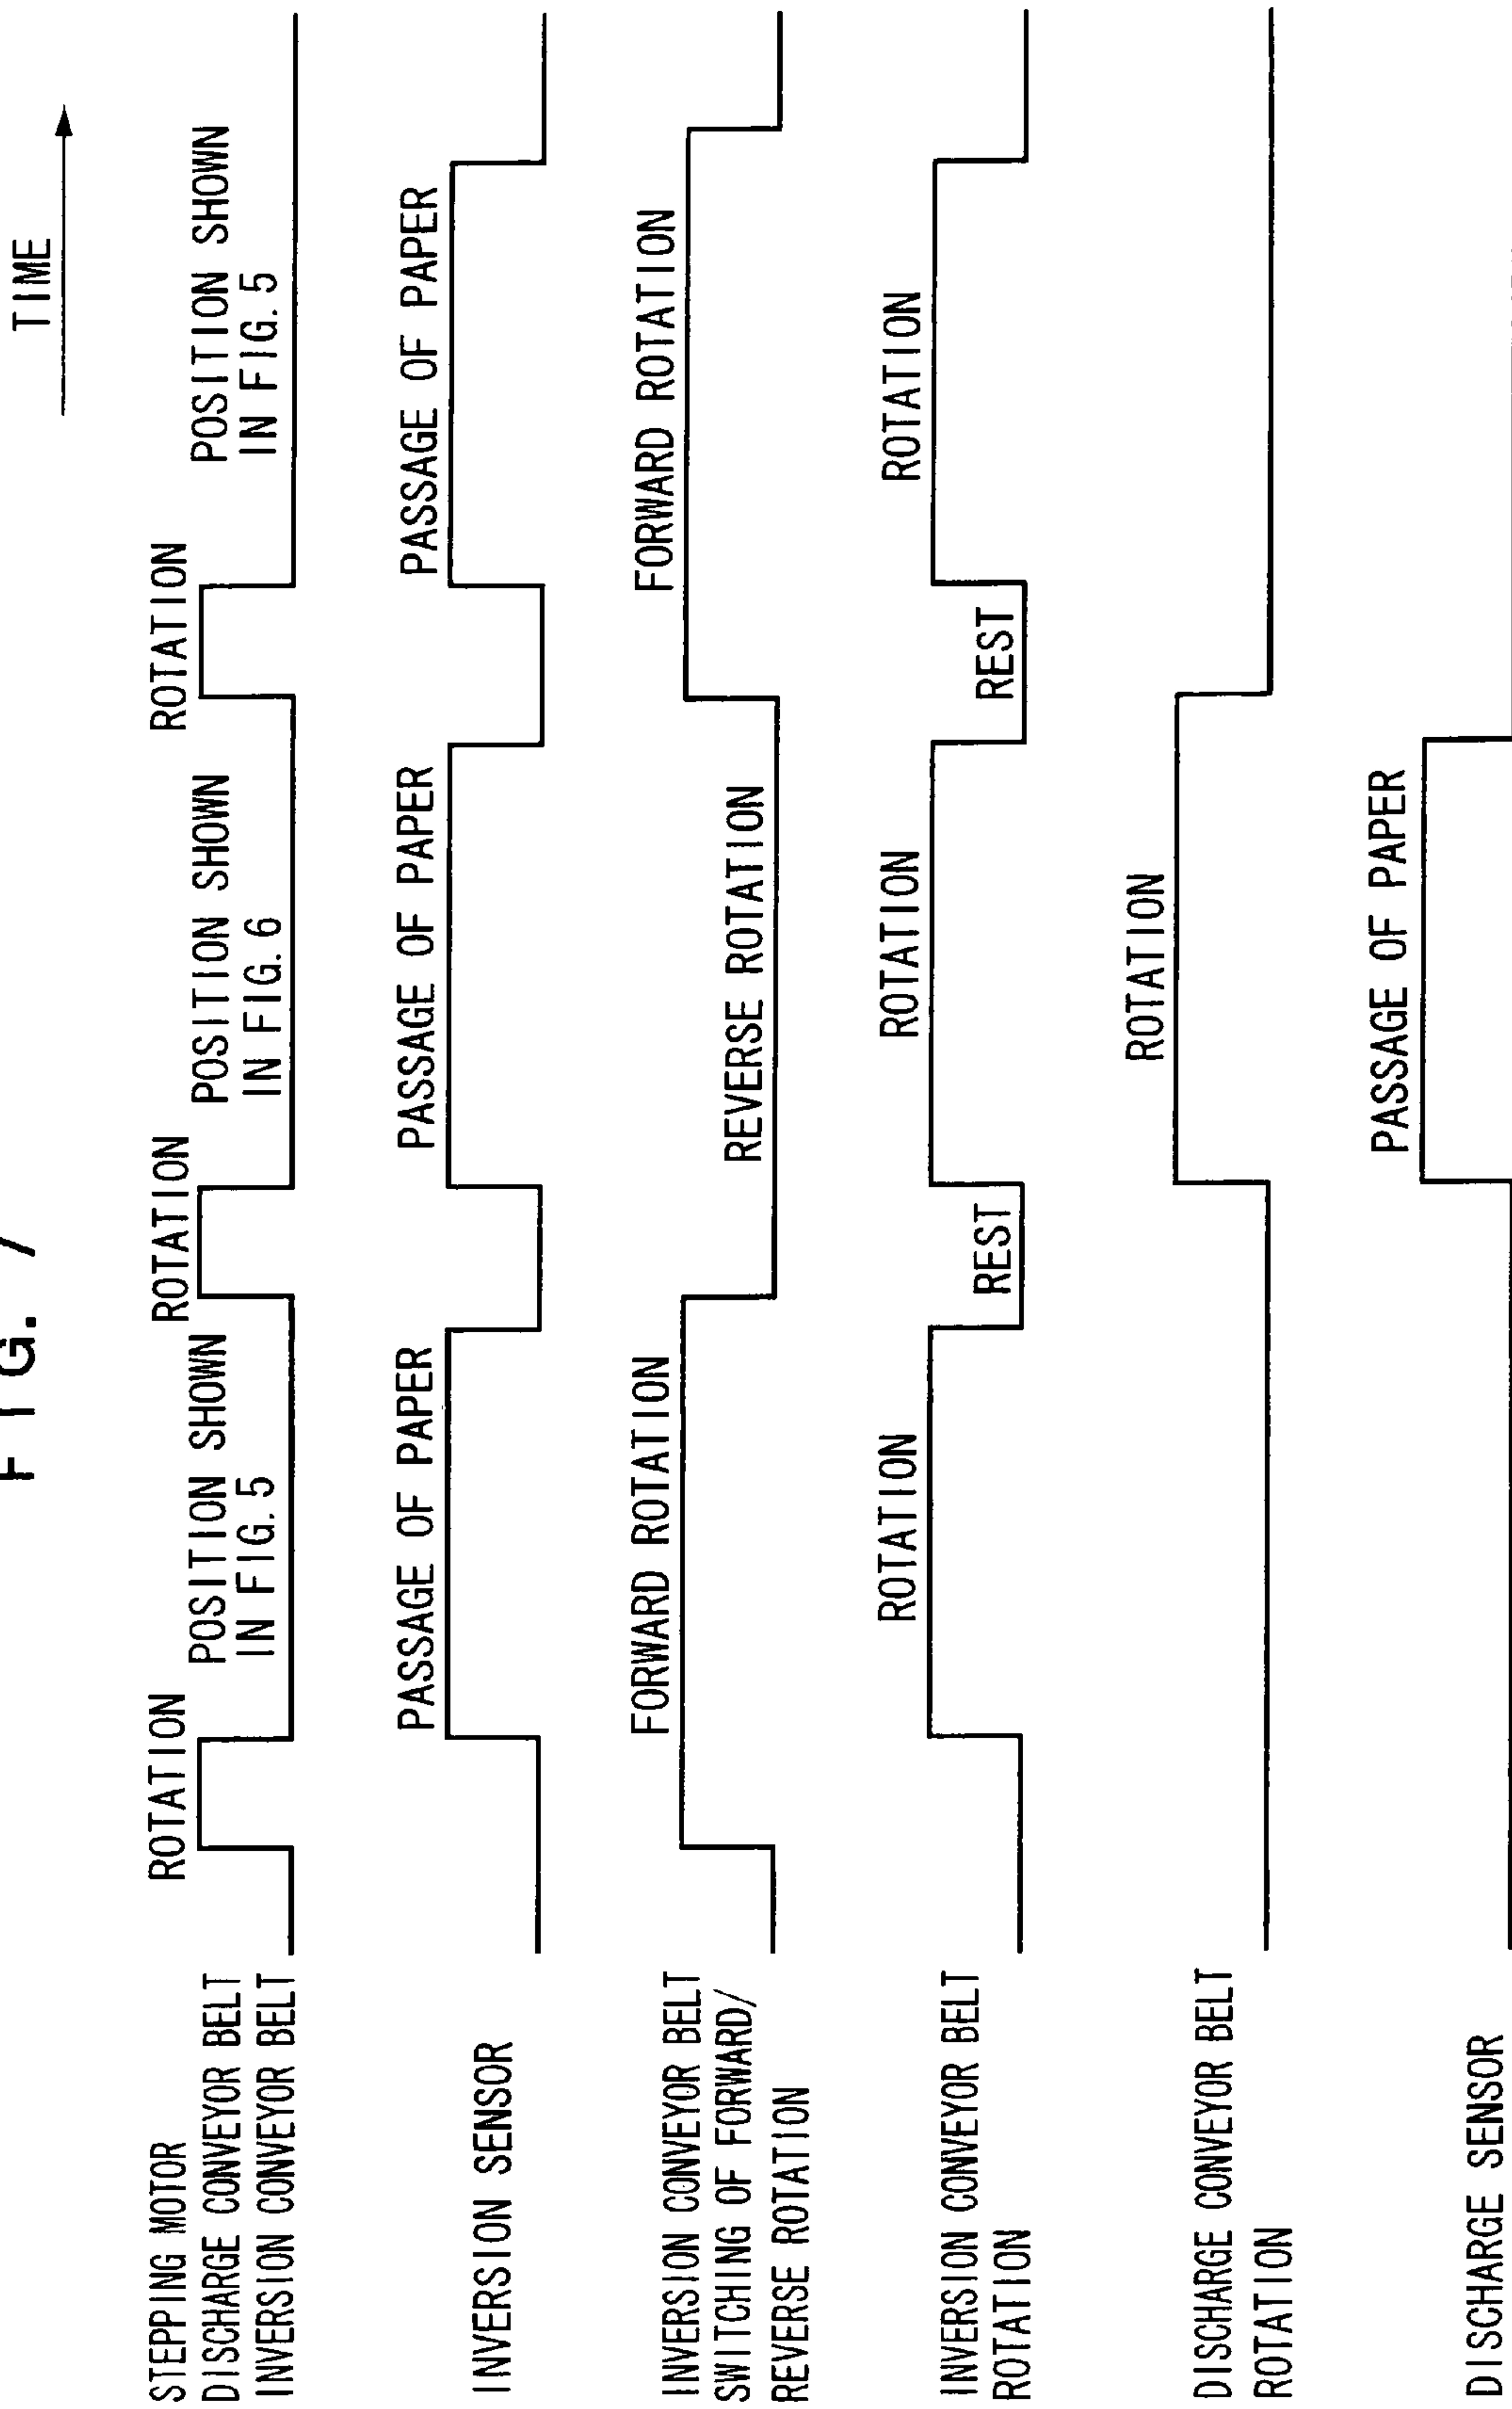 FIG. 7
TIME
STEPPING MOTOR
DISCHARGE CONVEYOR BELT
INVERSION CONVEYOR BELT
ROTATION
POSITION SHOWN
IN FIG. 5
ROTATION
POSITION SHOWN
IN FIG. 6
ROTATION
POSITION SHOWN
IN FIG. 5
INVERSION SENSOR
PASSAGE OF PAPER
PASSAGE OF PAPER
PASSAGE OF PAPER
INVERSION CONVEYOR BELT
SWITCHING OF FORWARD/
REVERSE ROTATION
FORWARD ROTATION
REVERSE ROTATION
FORWARD ROTATION
INVERSION CONVEYOR BELT
ROTATION
ROTATION
REST
ROTATION
REST
ROTATION
DISCHARGE CONVEYOR BELT
ROTATION
ROTATION
DISCHARGE SENSOR
PASSAGE OF PAPER